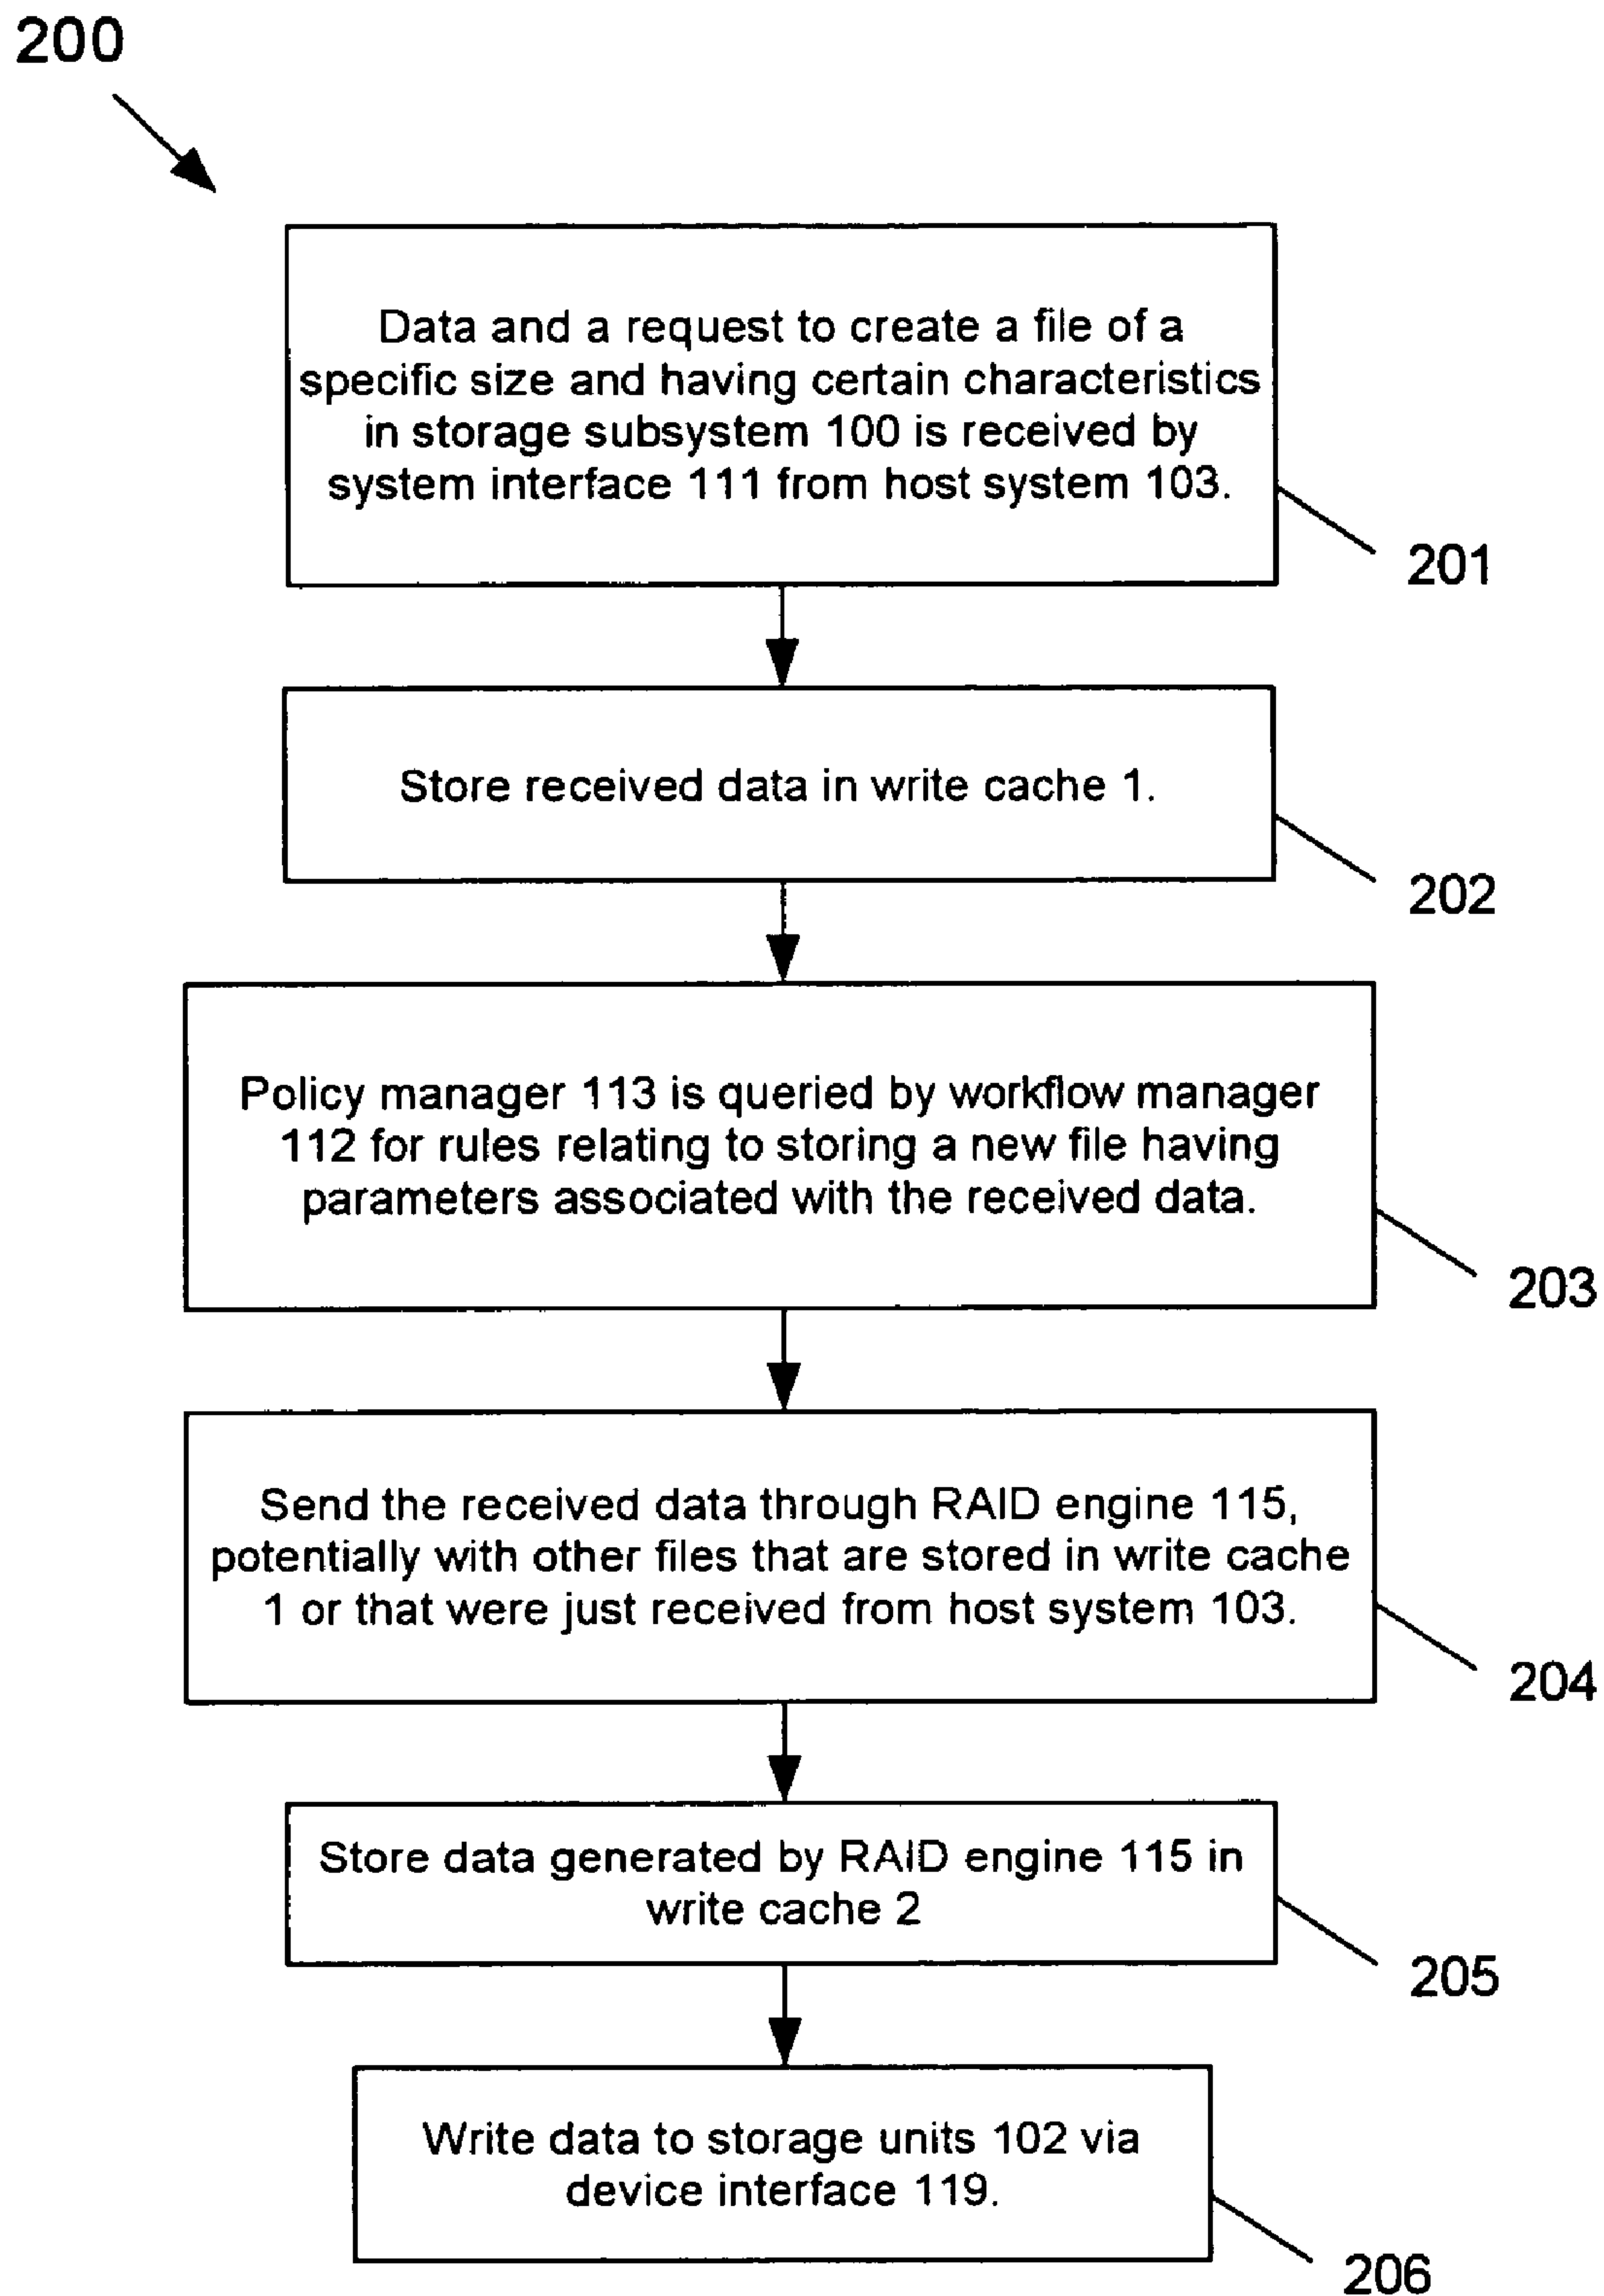 200
Data and a request to create a file of a
specific size and having certain characteristics
in storage subsystem 100 is received by
system interface 111 from host system 103.
201
Store received data in write cache 1.
202
Policy manager 113 is queried by workflow manager
112 for rules relating to storing a new file having
parameters associated with the received data.
203
Send the received data through RAID engine 115,
potentially with other files that are stored in write cache
1 or that were just received from host system 103.
204
Store data generated by RAID engine 115 in
write cache 2
205
Write data to storage units 102 via
device interface 119.
206